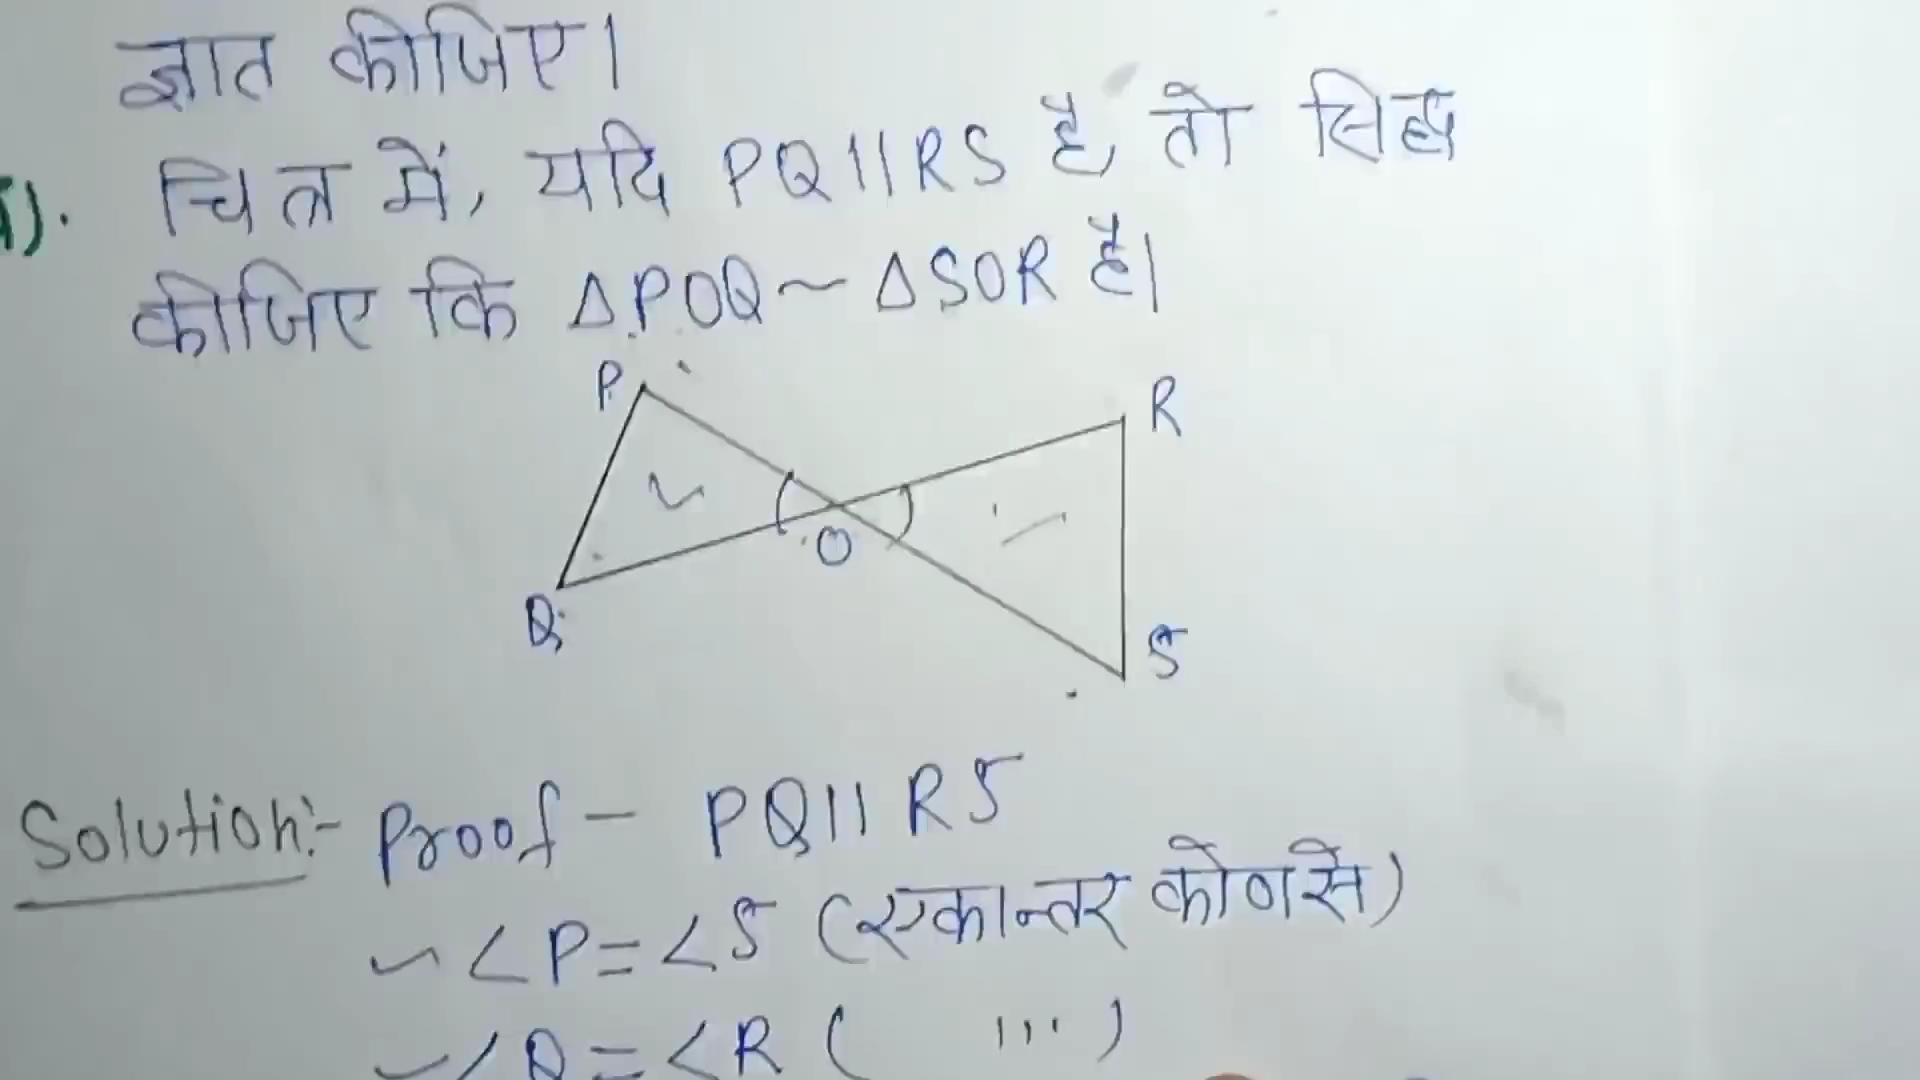 ज्ञात कीजिए।
चित्र में, यदि PQ||RS है, तो सिद्ध
कीजिए कि ΔPOQ ~ ΔSOR है।
P
R
O
Q
S
Solution:- Proof - PQ || RS
<P = <S (एकान्तर कोण से)
<Q = <R ( ''' )